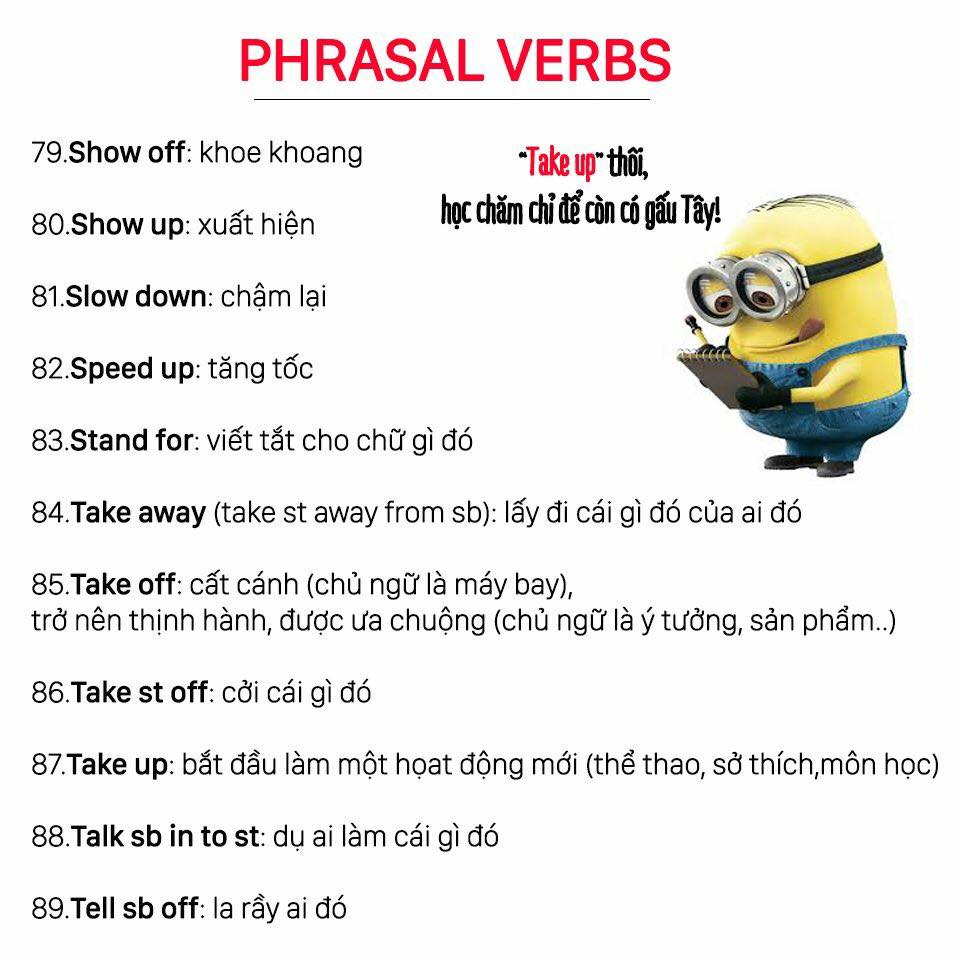 PHRASAL VERBS
79.Show off: khoe khoang
"Take up" thôi,
học chăm chỉ để còn có gấu Tây!
80.Show up: xuất hiện
81.Slow down: chậm lại
82.Speed up: tăng tốc
83.Stand for: viết tắt cho chữ gì đó
84.Take away (take st away from sb): lấy đi cái gì đó của ai đó
85.Take off: cất cánh (chủ ngữ là máy bay),
trở nên thịnh hành, được ưa chuộng (chủ ngữ là ý tưởng, sản phẩm..)
86.Take st off: cởi cái gì đó
87.Take up: bắt đầu làm một họat động mới (thể thao, sở thích,môn học)
88.Talk sb in to st: dụ ai làm cái gì đó
89.Tell sb off: la rầy ai đó